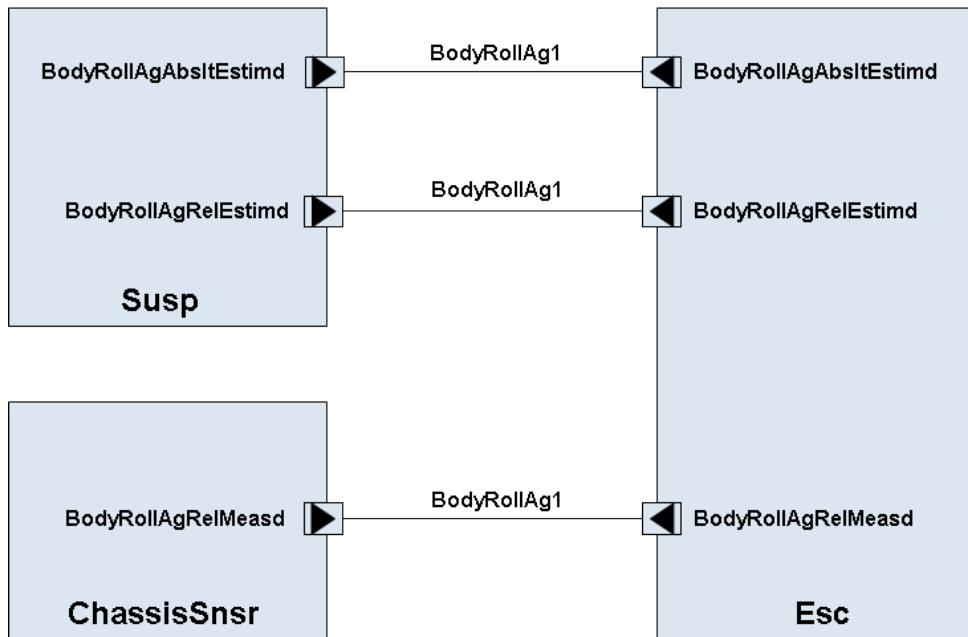 BodyRollAg1
BodyRollAgAbsltEstimd
BodyRollAgAbsltEstimd
BodyRollAg1
BodyRollAgRelEstimd
BodyRollAgRelEstimd
Susp
BodyRollAg1
BodyRollAgRelMeasd
BodyRollAgRelMeasd
ChassisSnsr
Esc